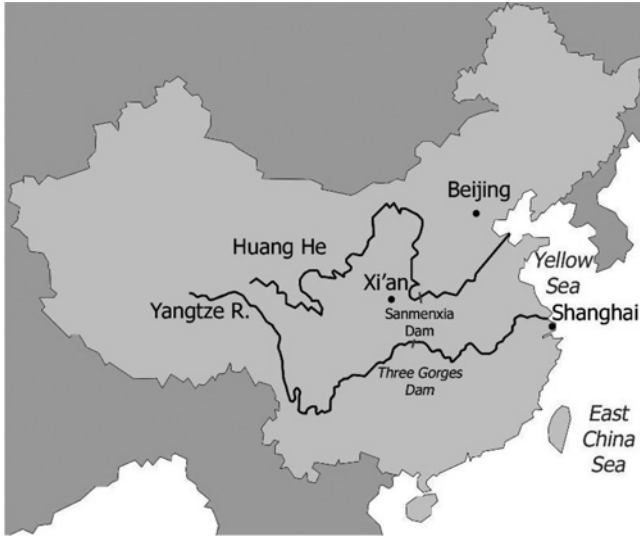 Beijing
Huang He
Yellow
Sea
Xi'an
Yangtze R.
Sanmenxia
Dam
Shanghai
Three Gorges
Dam
East
China
Sea